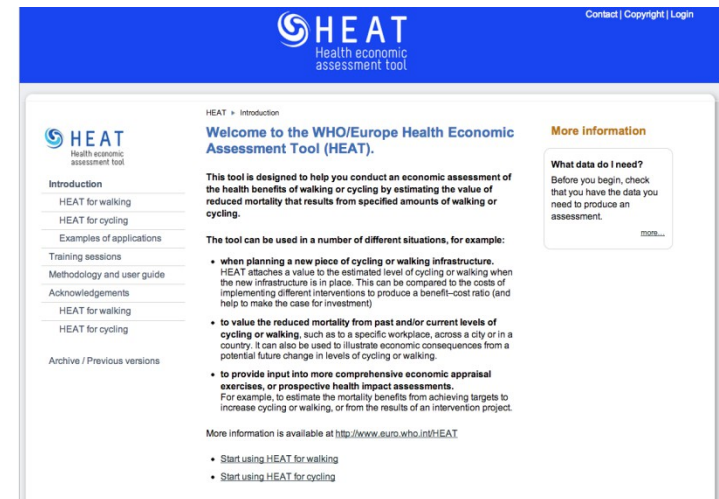 Contact | Copyright | Login
HEAT
Health economic
assessment tool
HEAT
Health economic
assessment tool
Introduction
HEAT for walking
HEAT for cycling
Examples of applications
Training sessions
Methodology and user guide
Acknowledgements
HEAT for walking
HEAT for cycling
Archive / Previous versions
HEAT ▸ Introduction
Welcome to the WHO/Europe Health Economic
Assessment Tool (HEAT).
This tool is designed to help you conduct an economic assessment of
the health benefits of walking or cycling by estimating the value of
reduced mortality that results from specified amounts of walking or
cycling.
The tool can be used in a number of different situations, for example:
• when planning a new piece of cycling or walking infrastructure.
HEAT attaches a value to the estimated level of cycling or walking when
the new infrastructure is in place. This can be compared to the costs of
implementing different interventions to produce a benefit–cost ratio (and
help to make the case for investment)
• to value the reduced mortality from past and/or current levels of
cycling or walking, such as to a specific workplace, across a city or in a
country. It can also be used to illustrate economic consequences from a
potential future change in levels of cycling or walking.
• to provide input into more comprehensive economic appraisal
exercises, or prospective health impact assessments.
For example, to estimate the mortality benefits from achieving targets to
increase cycling or walking, or from the results of an intervention project.
More information is available at http://www.euro.who.int/HEAT
• Start using HEAT for walking
• Start using HEAT for cycling
More information
What data do I need?
Before you begin, check
that you have the data you
need to produce an
assessment.
more...